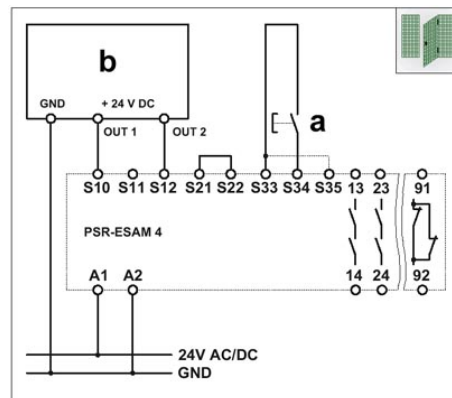 b
GND + 24 V DC
OUT 1 OUT 2
a
S10 S11 S12 S21 S22 S33 S34 S35 13 23 91
PSR-ESAM 4
A1 A2 14 24 92
24V AC/DC
GND